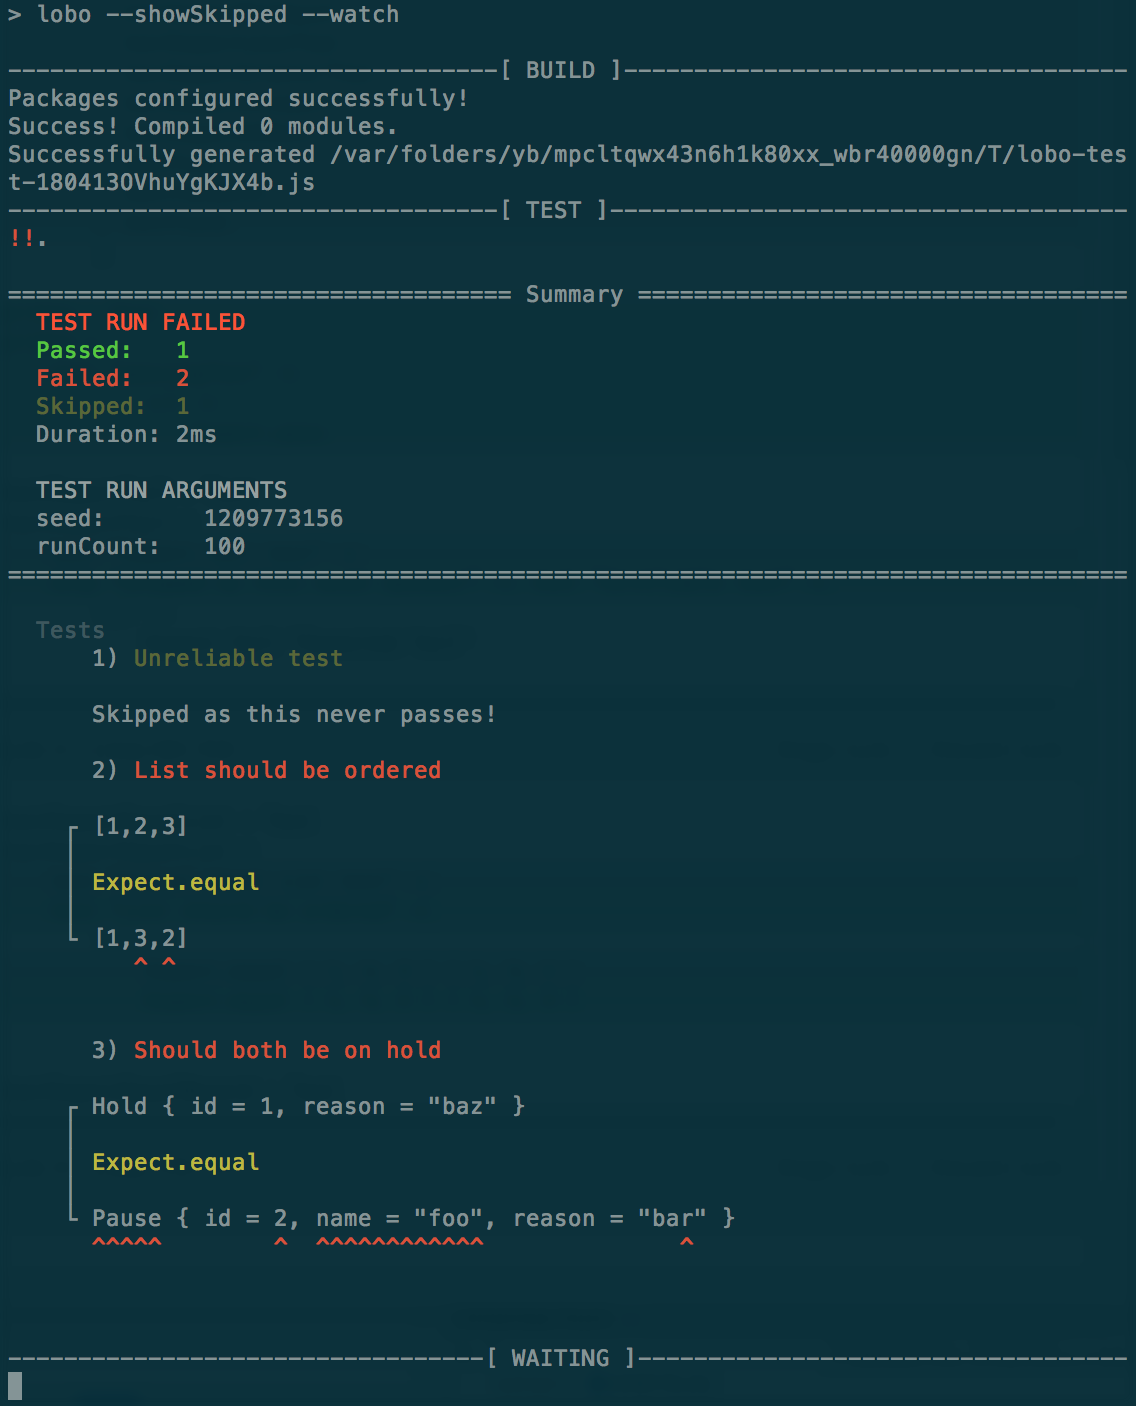 > lobo --showSkipped --watch
-----------------------------------[ BUILD ]------------------------------------
Packages configured successfully!
Success! Compiled 0 modules.
Successfully generated /var/folders/yb/mpcltqwx43n6h1k80xx_wbr40000gn/T/lobo-tes
t-180413OVhuYgKJX4b.js
-----------------------------------[ TEST ]-------------------------------------
!!.
==================================== Summary ===================================
TEST RUN FAILED
Passed: 1
Failed: 2
Skipped: 1
Duration: 2ms
TEST RUN ARGUMENTS
seed: 1209773156
runCount: 100
================================================================================
Tests
1) Unreliable test
Skipped as this never passes!
2) List should be ordered
┌ [1,2,3]
│
│ Expect.equal
│
└ [1,3,2]
^ ^
3) Should both be on hold
┌ Hold { id = 1, reason = "baz" }
│
│ Expect.equal
│
└ Pause { id = 2, name = "foo", reason = "bar" }
^^^^^ ^ ^^^^^^^^^^^^ ^
----------------------------------[ WAITING ]-----------------------------------